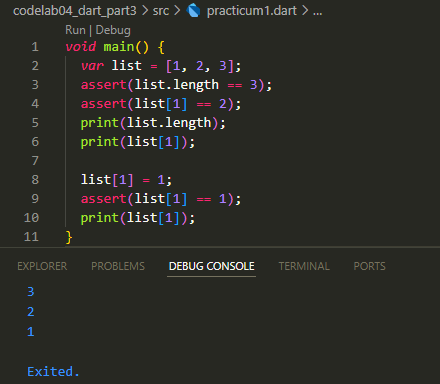 codelab04_dart_part3 > src > practicum1.dart > ...
Run | Debug
1 void main() {
2   var list = [1, 2, 3];
3   assert(list.length == 3);
4   assert(list[1] == 2);
5   print(list.length);
6   print(list[1]);
7
8   list[1] = 1;
9   assert(list[1] == 1);
10   print(list[1]);
11 }
EXPLORER PROBLEMS DEBUG CONSOLE TERMINAL PORTS
3
2
1
Exited.